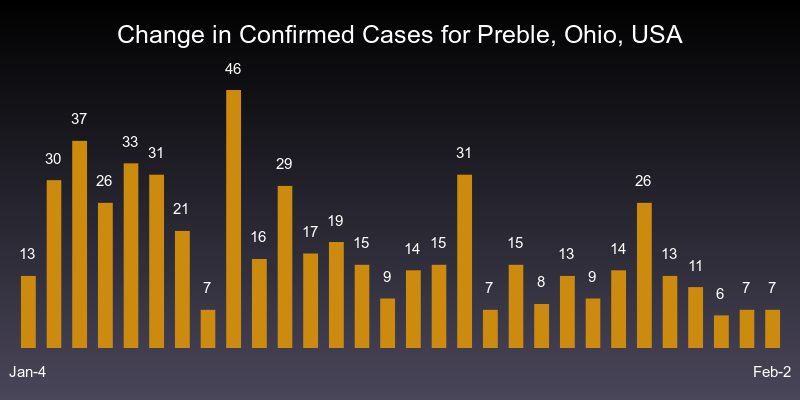 Change in Confirmed Cases for Preble, Ohio, USA
13 30 37 26 33 31 21 7 46 16 29 17 19 15 9 14 15 31 7 15 8 13 9 14 26 13 11 6 7 7
Jan-4 Feb-2